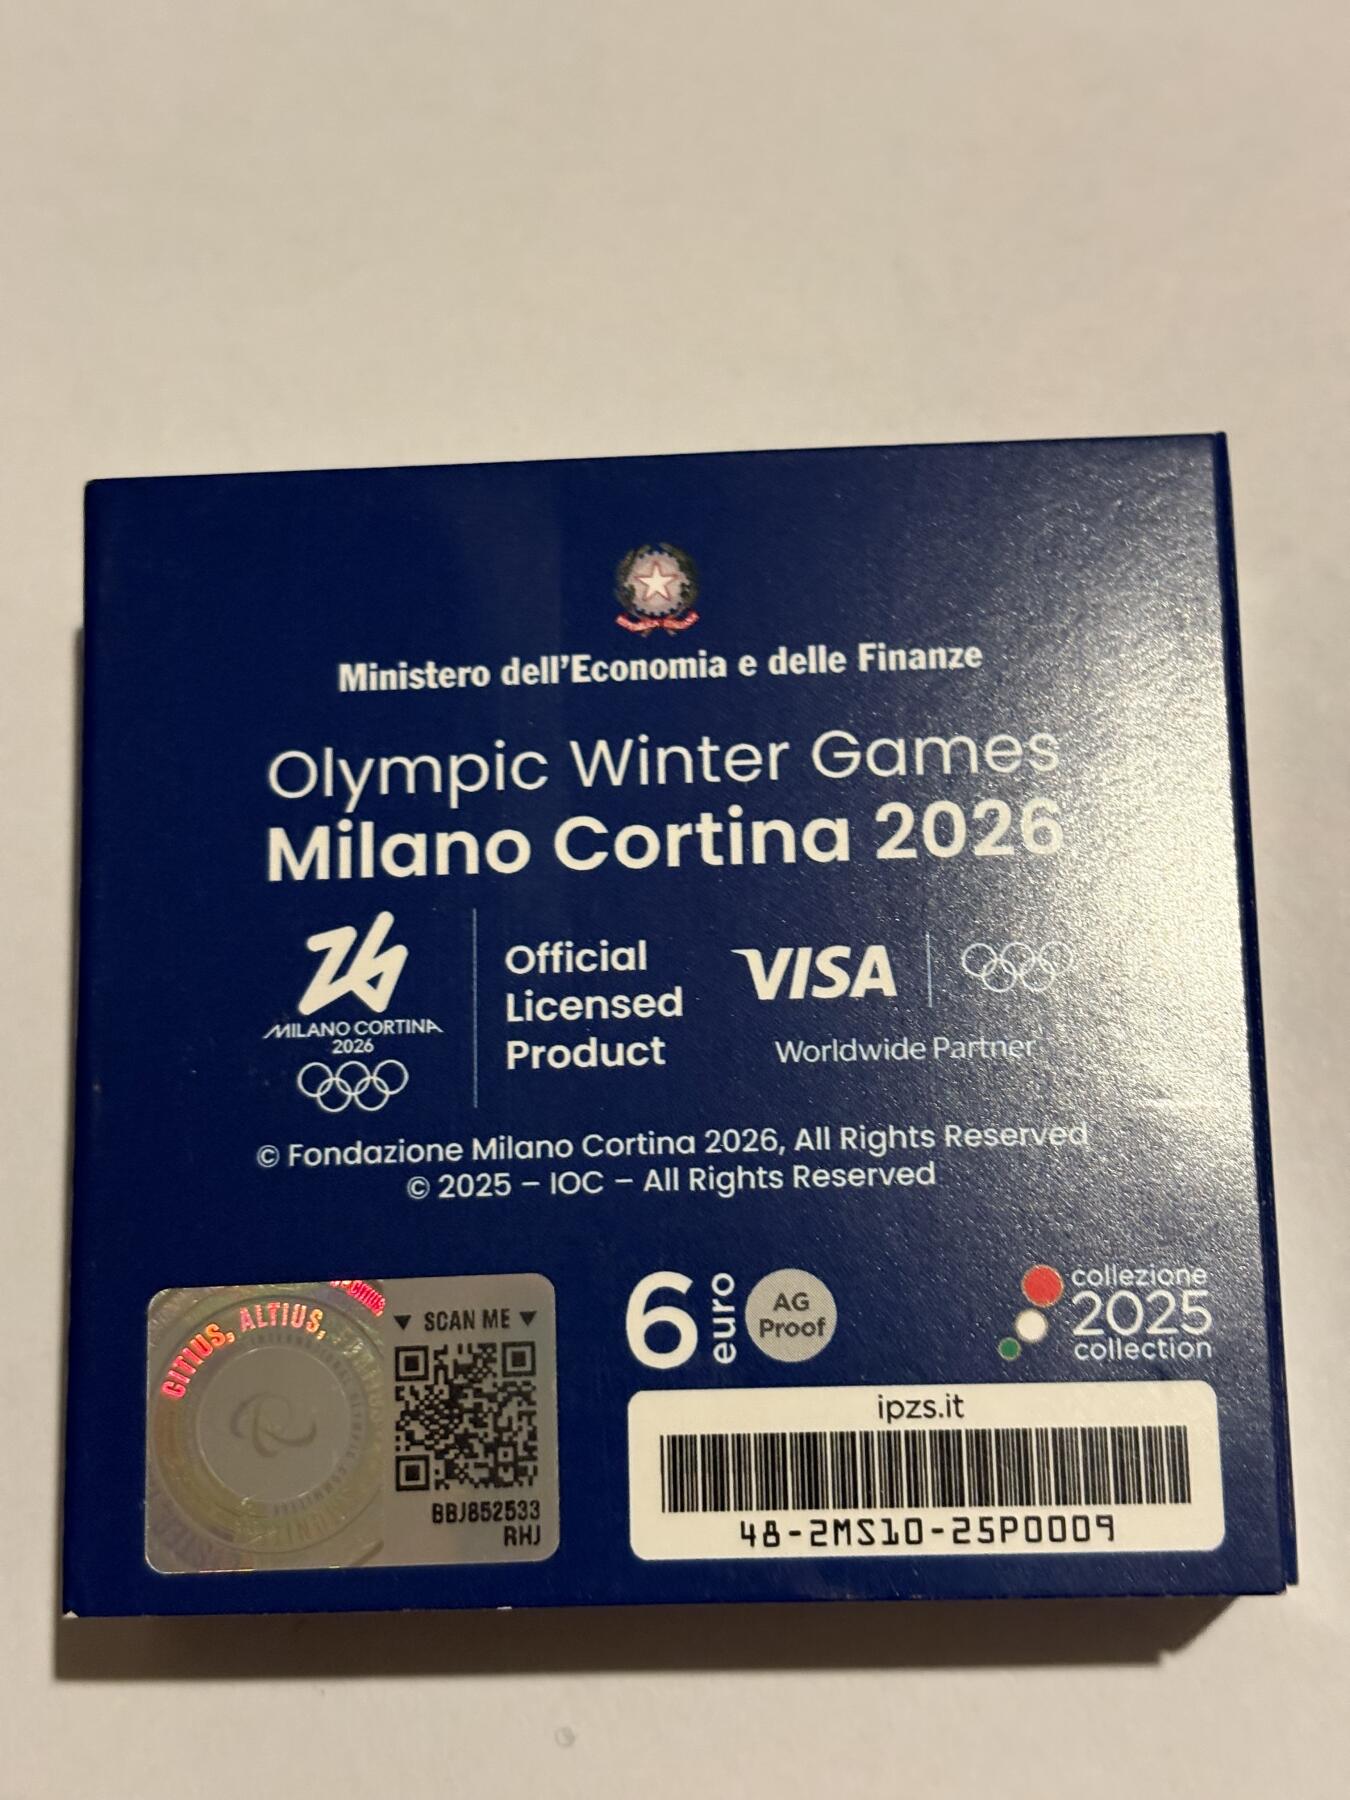 Ministero dell'Economia e delle Finanze
Olympic Winter Games
Milano Cortina 2026
26
MILANO CORTINA
2026
Official
Licensed
Product
VISA
Worldwide Partner
© Fondazione Milano Cortina 2026, All Rights Reserved
© 2025 – IOC – All Rights Reserved
CITIUS, ALTIUS,
SCAN ME
BBJ852533
RHJ
6 euro
AG
Proof
collezione
2025
collection
ipzs.it
48-2MS10-25P0009